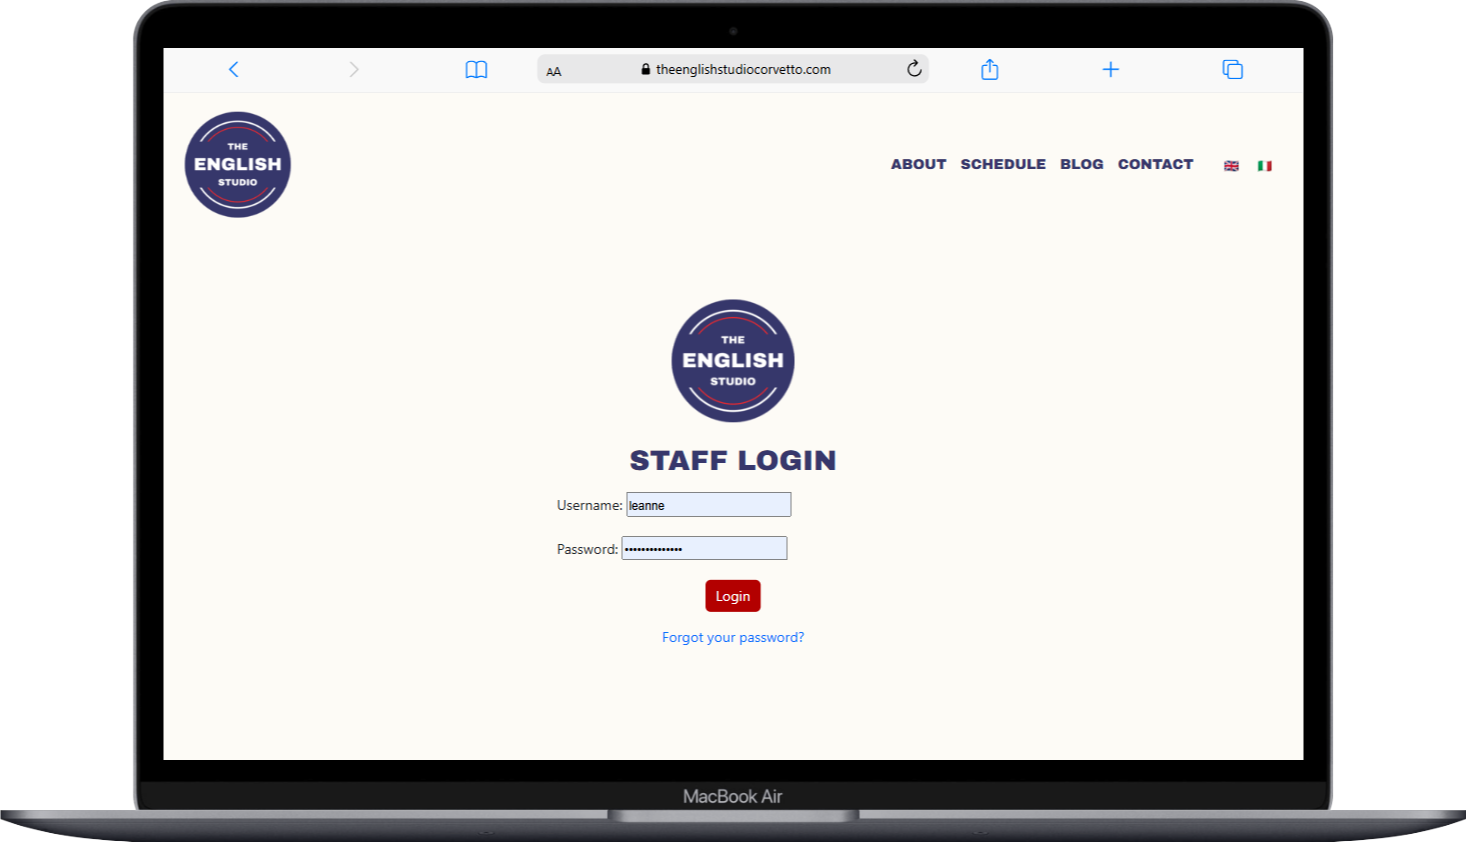 AA
theenglishstudiocorvetto.com
THE
ENGLISH
STUDIO
ABOUT SCHEDULE BLOG CONTACT
THE
ENGLISH
STUDIO
STAFF LOGIN
Username: leanne
Password: ••••••••••••••
Login
Forgot your password?
MacBook Air